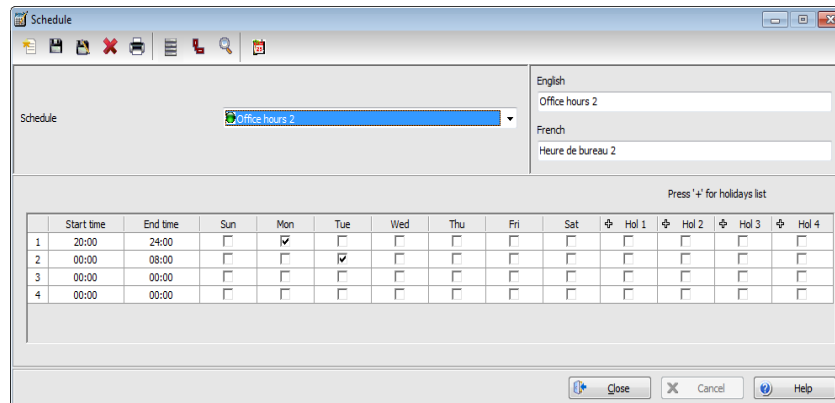 Schedule
English
Office hours 2
Schedule
Office hours 2
French
Heure de bureau 2
Press '+' for holidays list
Start time End time Sun Mon Tue Wed Thu Fri Sat Hol 1 Hol 2 Hol 3 Hol 4
1 20:00 24:00
2 00:00 08:00
3 00:00 00:00
4 00:00 00:00
Close Cancel Help